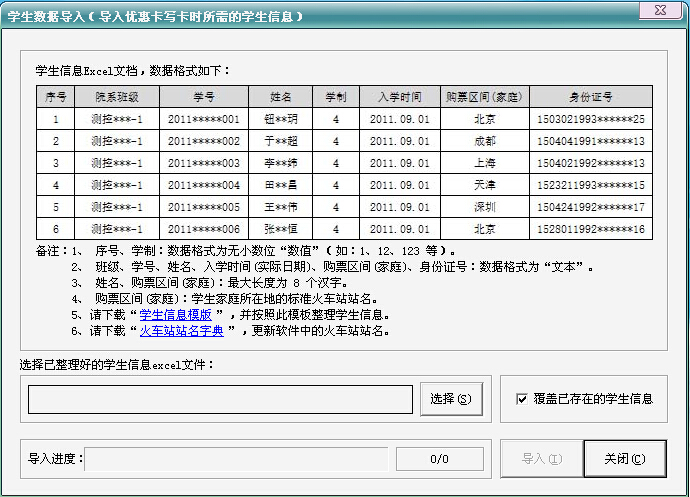 学生数据导入(导入优惠卡写卡时所需的学生信息)
学生信息Excel文档,数据格式如下:
序号 院系班级 学号 姓名 学制 入学时间 购票区间(家庭) 身份证号
1 测控***-1 2011*****001 钮**玥 4 2011.09.01 北京 1503021993******25
2 测控***-1 2011*****002 于**超 4 2011.09.01 成都 1504041991******13
3 测控***-1 2011*****003 李**纬 4 2011.09.01 上海 1504021992******13
4 测控***-1 2011*****004 田**昌 4 2011.09.01 天津 1523211993******15
5 测控***-1 2011*****005 王**伟 4 2011.09.01 深圳 1504241992******17
6 测控***-1 2011*****006 张**恒 4 2011.09.01 北京 1528011992******16
备注:1、 序号、学制:数据格式为无小数位“数值”(如:1、12、123 等)。
2、 班级、学号、姓名、入学时间(实际日期)、购票区间(家庭)、身份证号:数据格式为“文本”。
3、 姓名、购票区间(家庭):最大长度为 8 个汉字。
4、 购票区间(家庭):学生家庭所在地的标准火车站站名。
5、请下载“学生信息模版”,并按照此模板整理学生信息。
6、请下载“火车站站名字典”,更新软件中的火车站站名。
选择已整理好的学生信息excel文件:
选择(S)
覆盖已存在的学生信息
导入进度:
0/0
导入(I)
关闭(C)